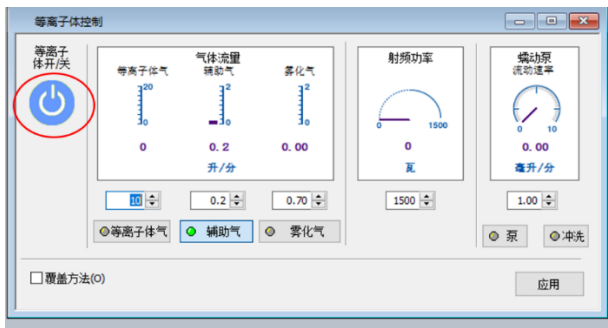 等离子体控制
等离子
体开/关
气体流量
等离子体气 辅助气 雾化气
20 2 2
0 0 0
0 0.2 0.00
升/分
10 0.2 0.70
等离子体气 辅助气 雾化气
射频功率
0 1500
0
瓦
1500
蠕动泵
流动速率
0 10
0.00
毫升/分
1.00
泵 冲洗
覆盖方法(O)
应用